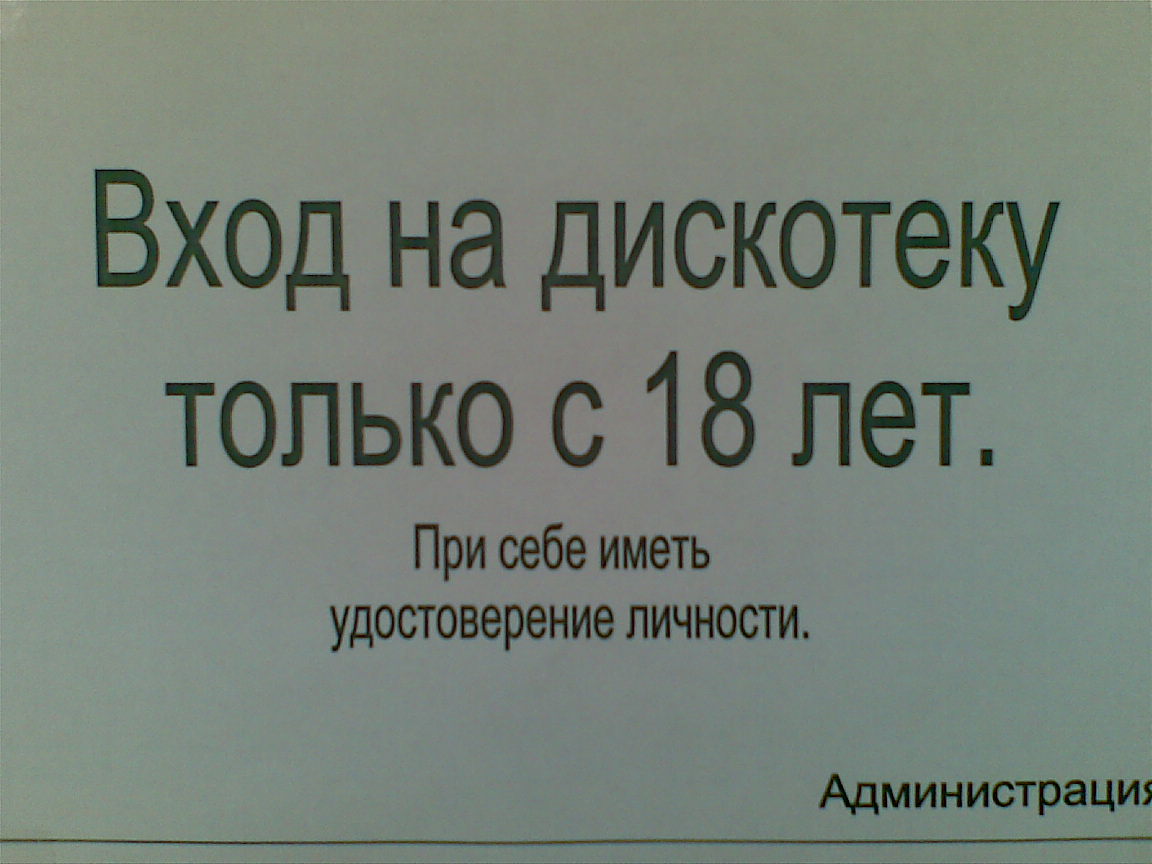 Вход на дискотеку
только с 18 лет.
При себе иметь
удостоверение личности.
Администрация